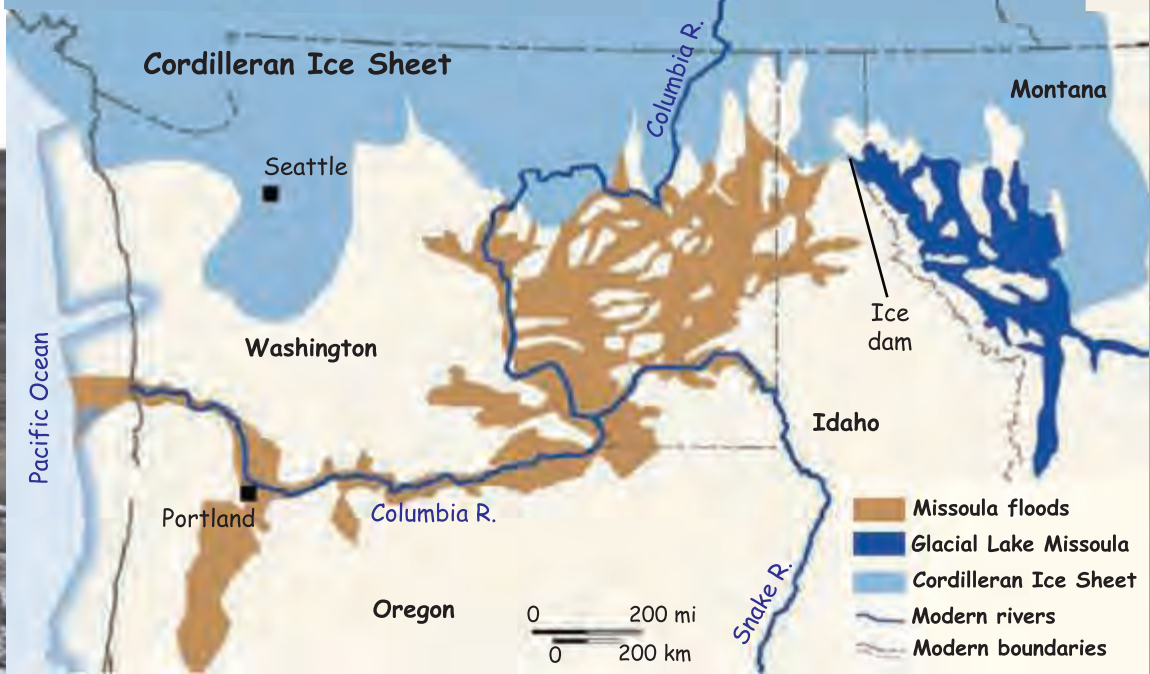 Cordilleran Ice Sheet
Columbia R.
Montana
Seattle
Ice
dam
Washington
Pacific Ocean
Idaho
Portland
Columbia R.
Oregon
Snake R.
0 200 mi
0 200 km
Missoula floods
Glacial Lake Missoula
Cordilleran Ice Sheet
Modern rivers
Modern boundaries